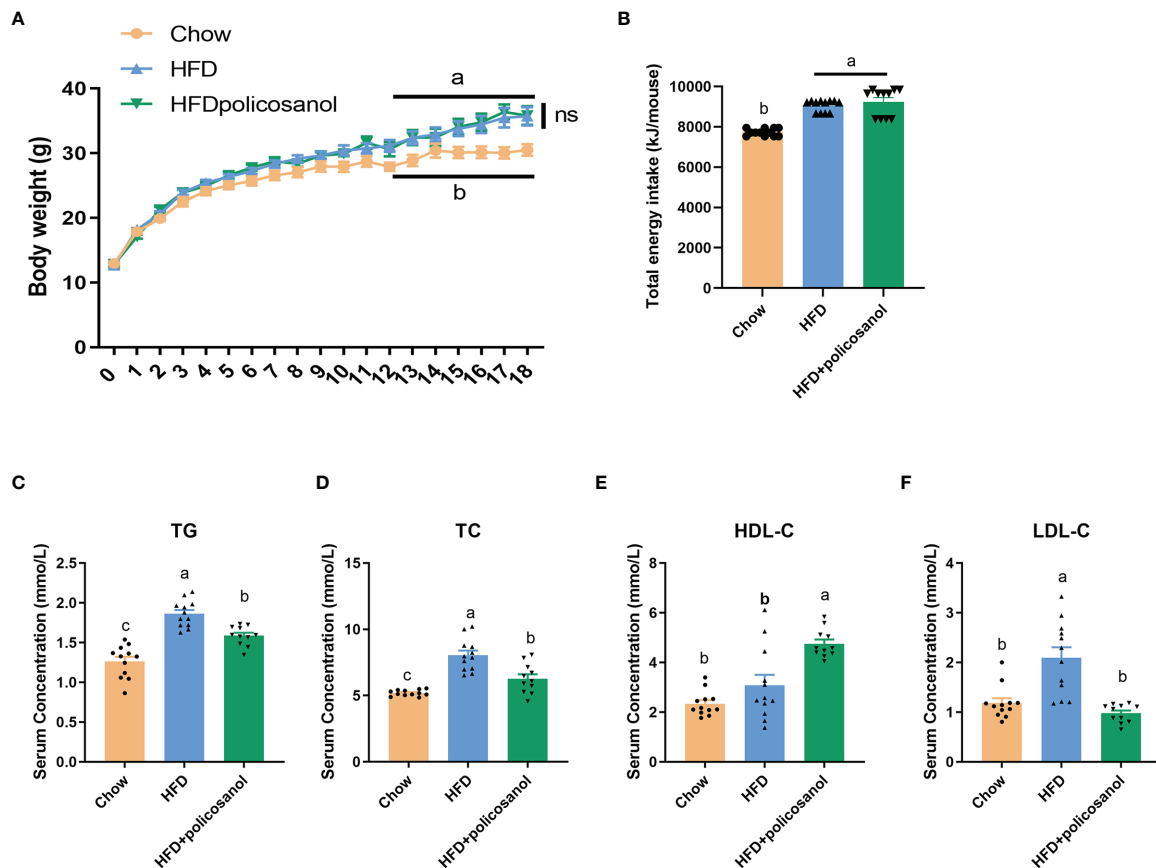 A
Chow
HFD
HFDpolicosanol
a
ns
b
Body weight (g)
40
30
20
10
0
0 1 2 3 4 5 6 7 8 9 10 11 12 13 14 15 16 17 18
B
a
b
Total energy intake (kJ/mouse)
10000
8000
6000
4000
2000
0
Chow
HFD
HFD+policosanol
C
TG
Serum Concentration (mmo/L)
2.5
2.0
1.5
1.0
0.5
0.0
c
a
b
Chow
HFD
HFD+policosanol
D
TC
Serum Concentration (mmo/L)
15
10
5
0
c
a
b
Chow
HFD
HFD+policosanol
E
HDL-C
Serum Concentration (mmo/L)
8
6
4
2
0
b
b
a
Chow
HFD
HFD+policosanol
F
LDL-C
Serum Concentration (mmo/L)
4
3
2
1
0
b
a
b
Chow
HFD
HFD+policosanol